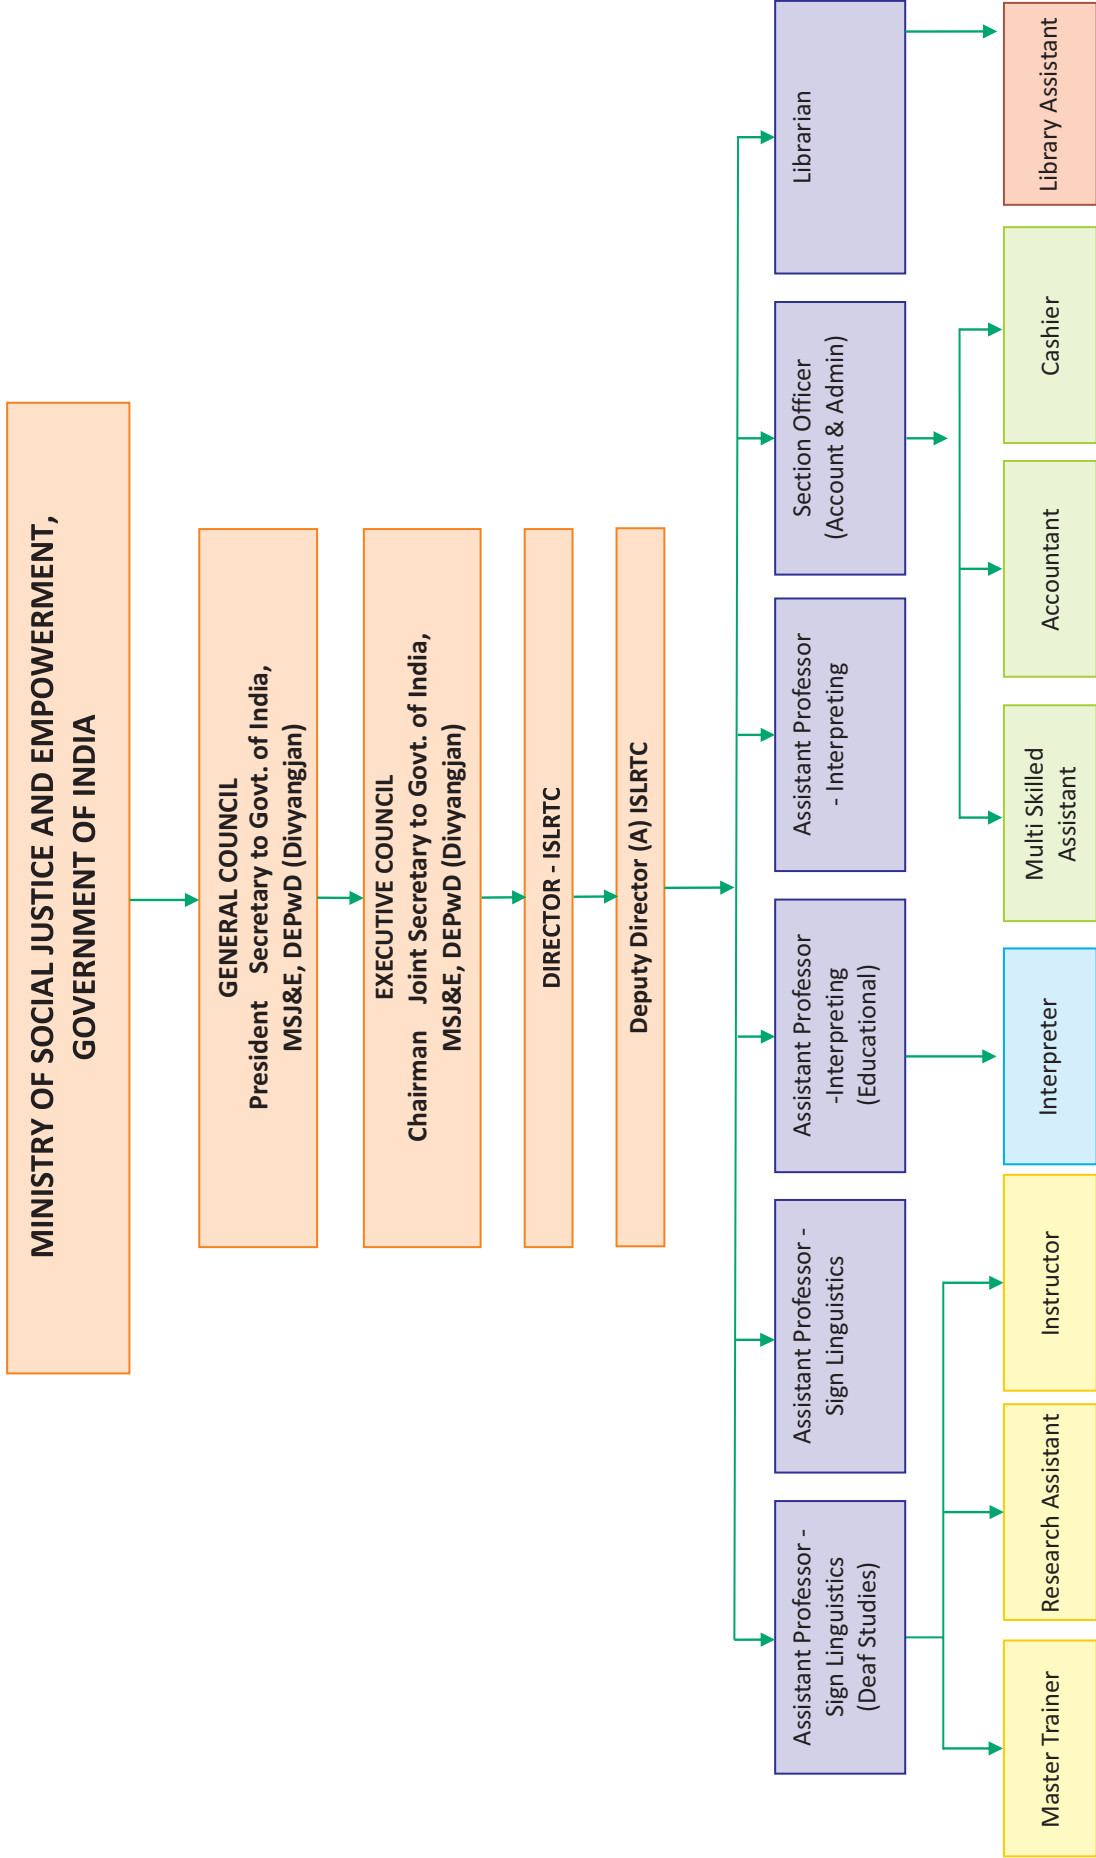 MINISTRY OF SOCIAL JUSTICE AND EMPOWERMENT,
GOVERNMENT OF INDIA
GENERAL COUNCIL
President Secretary to Govt. of India,
MSJ&E, DEPwD (Divyangjan)
EXECUTIVE COUNCIL
Chairman Joint Secretary to Govt. of India,
MSJ&E, DEPwD (Divyangjan)
DIRECTOR - ISLRTC
Deputy Director (A) ISLRTC
Assistant Professor -
Sign Linguistics
(Deaf Studies)
Assistant Professor -
Sign Linguistics
Assistant Professor
-Interpreting
(Educational)
Assistant Professor
- Interpreting
Section Officer
(Account & Admin)
Librarian
Master Trainer
Research Assistant
Instructor
Interpreter
Multi Skilled
Assistant
Accountant
Cashier
Library Assistant